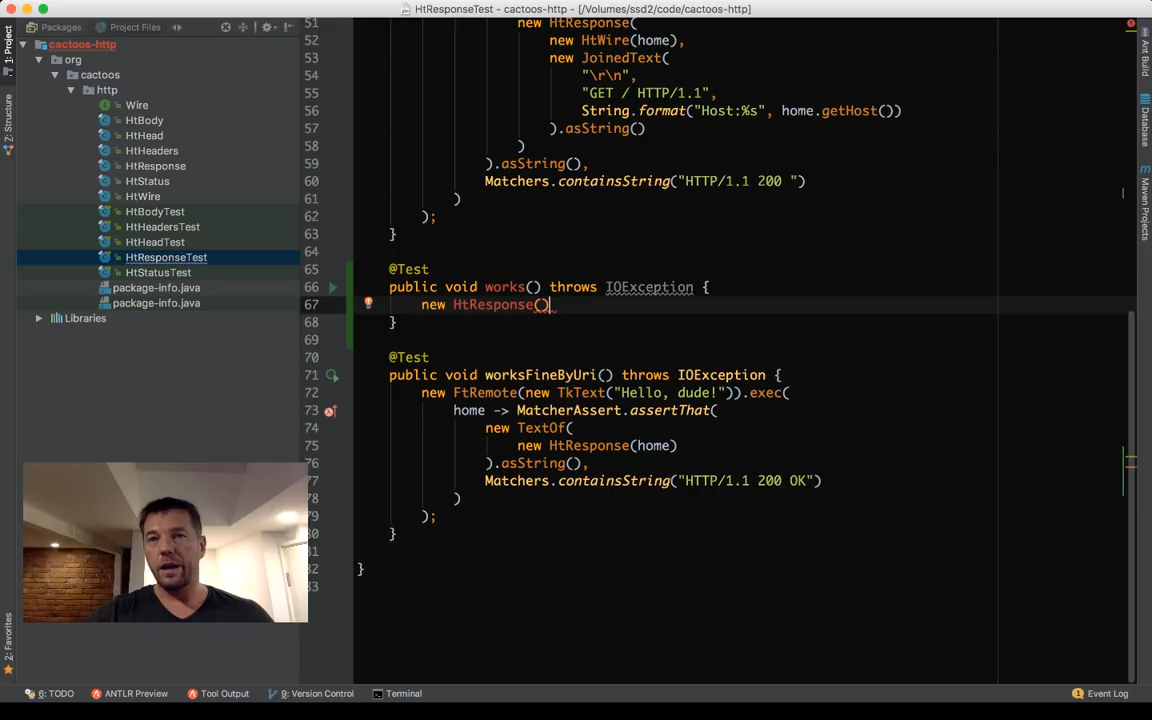 HtResponseTest - cactoos-http - [/Volumes/ssd2/code/cactoos-http]
1: Project
Z: Structure
2: Favorites
Packages
Project Files
cactoos-http
org
cactoos
http
Wire
HtBody
HtHead
HtHeaders
HtResponse
HtStatus
HtWire
HtBodyTest
HtHeadersTest
HtHeadTest
HtResponseTest
HtStatusTest
package-info.java
package-info.java
Libraries
51 new HtResponse(
52 new HtWire(home),
53 new JoinedText(
54 "\r\n",
55 "GET / HTTP/1.1",
56 String.format("Host:%s", home.getHost())
57 ).asString()
58 )
59 ).asString(),
60 Matchers.containsString("HTTP/1.1 200 ")
61 )
62 );
63 }
64
65 @Test
66 public void works() throws IOException {
67 new HtResponse()
68 }
69
70 @Test
71 public void worksFineByUri() throws IOException {
72 new FtRemote(new TkText("Hello, dude!")).exec(
73 home -> MatcherAssert.assertThat(
74 new TextOf(
75 new HtResponse(home)
76 ).asString(),
77 Matchers.containsString("HTTP/1.1 200 OK")
78 )
79 );
80 }
81
82 }
83
Ant Build
Database
Maven Projects
6: TODO
ANTLR Preview
Tool Output
9: Version Control
Terminal
1 Event Log